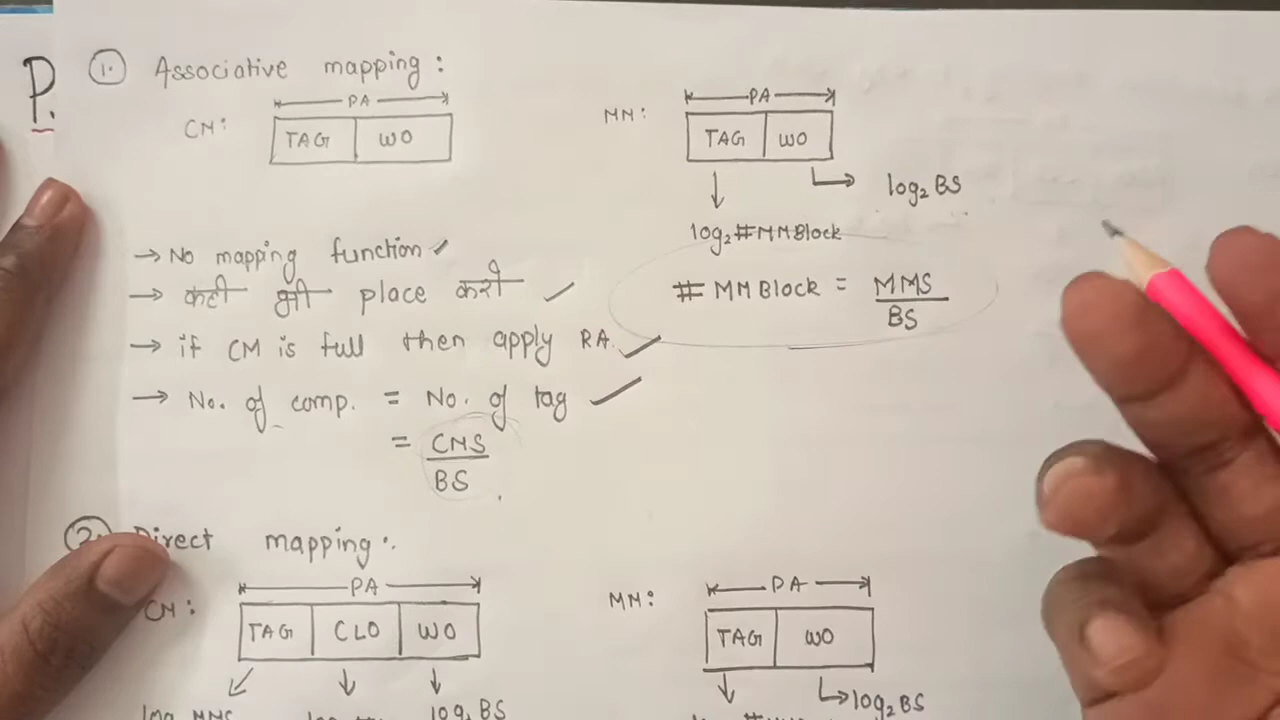 P.
1. Associative mapping:
CM:
PA
TAG WO
MM:
PA
TAG WO
log₂ BS
log₂ #MMBlock
→ No mapping function
→ कही भी place करो
# MMBlock = MMS / BS
→ if CM is full then apply RA.
→ No. of comp. = No. of tag
= CMS / BS
2. Direct mapping:
CM:
PA
TAG CLO WO
MM:
PA
TAG WO
log₂ BS
log₂ BS